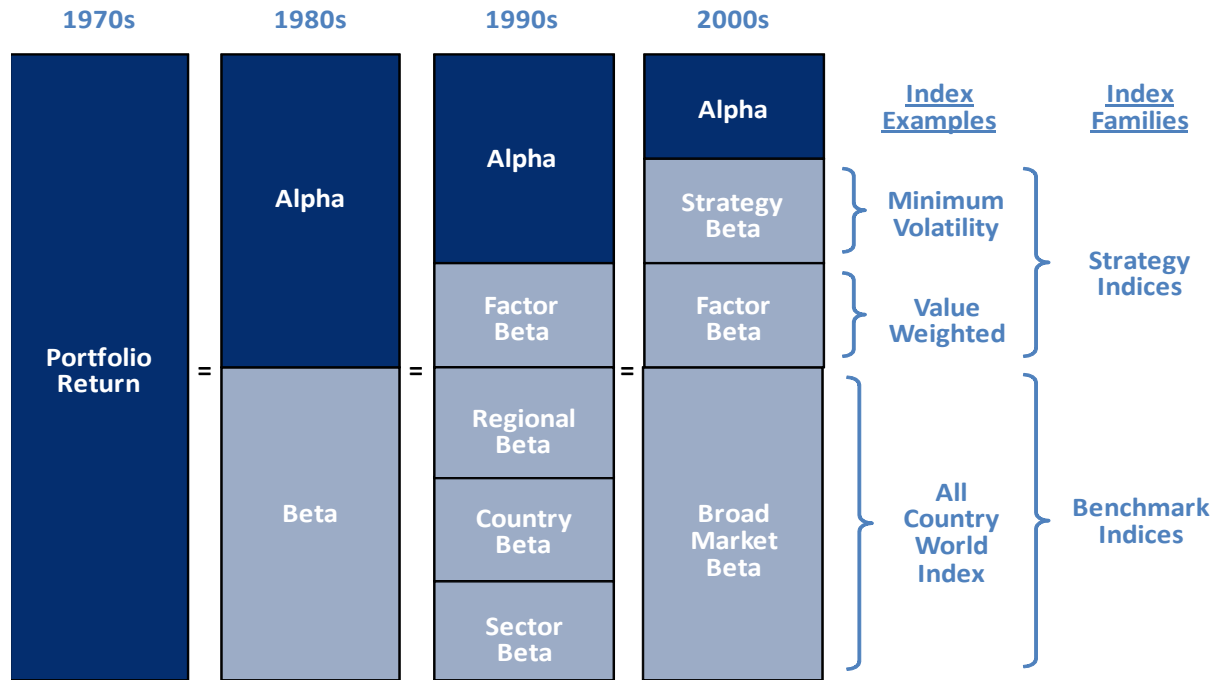 1970s
1980s
1990s
2000s
Portfolio
Return
=
Alpha
Beta
=
Alpha
Factor
Beta
Regional
Beta
Country
Beta
Sector
Beta
=
Alpha
Strategy
Beta
Factor
Beta
Broad
Market
Beta
Index
Examples
Minimum
Volatility
Value
Weighted
All
Country
World
Index
Index
Families
Strategy
Indices
Benchmark
Indices